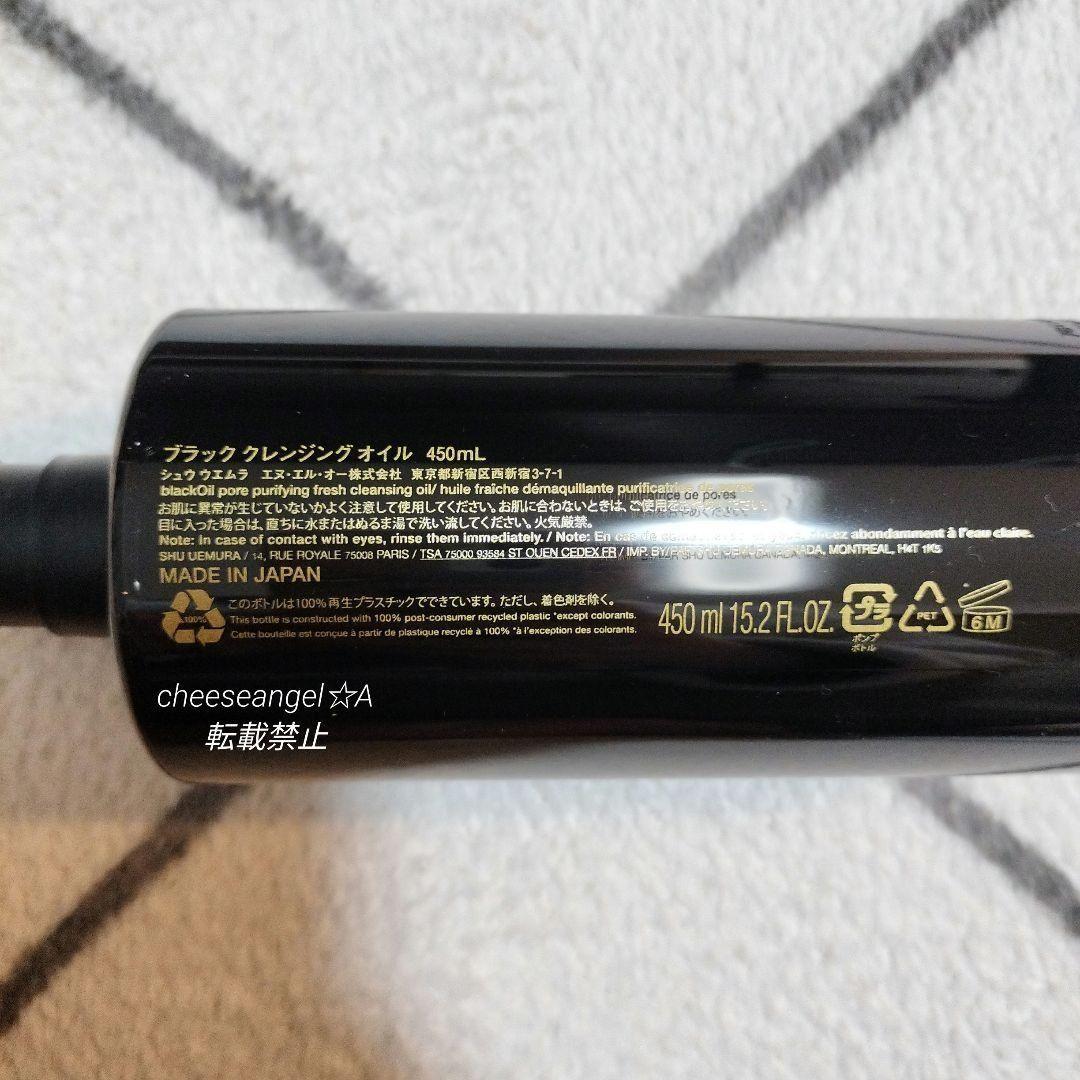 ブラック クレンジング オイル 450mL
シュウ ウエムラ エヌ・エル・オー株式会社 東京都新宿区西新宿3-7-1
blackOil pore purifying fresh cleansing oil/ huile fraîche démaquillante purificatrice de pores
お肌に異常が生じていないかよく注意して使用してください。お肌に合わないときは、ご使用を
目に入った場合は、直ちに水またはぬるま湯で洗い流してください。火気厳禁。
Note: In case of contact with eyes, rinse them immediately. / Note: En cas de abondamment à l'eau claire.
SHU UEMURA / 14, RUE ROYALE 75008 PARIS / TSA 75000 93584 ST OUEN CEDEX FR / IMP. BY/ CANADA, MONTREAL, H4T 1K5
MADE IN JAPAN
100%
このボトルは100%再生プラスチックでできています。ただし、着色剤を除く。
This bottle is constructed with 100% post-consumer recycled plastic *except colorants.
Cette bouteille est conçue à partir de plastique recyclé à 100% *à l'exception des colorants.
450 ml 15.2 FL.OZ.
プラ
ポンプ
ボトル
PET
6M
cheeseangel☆A
転載禁止